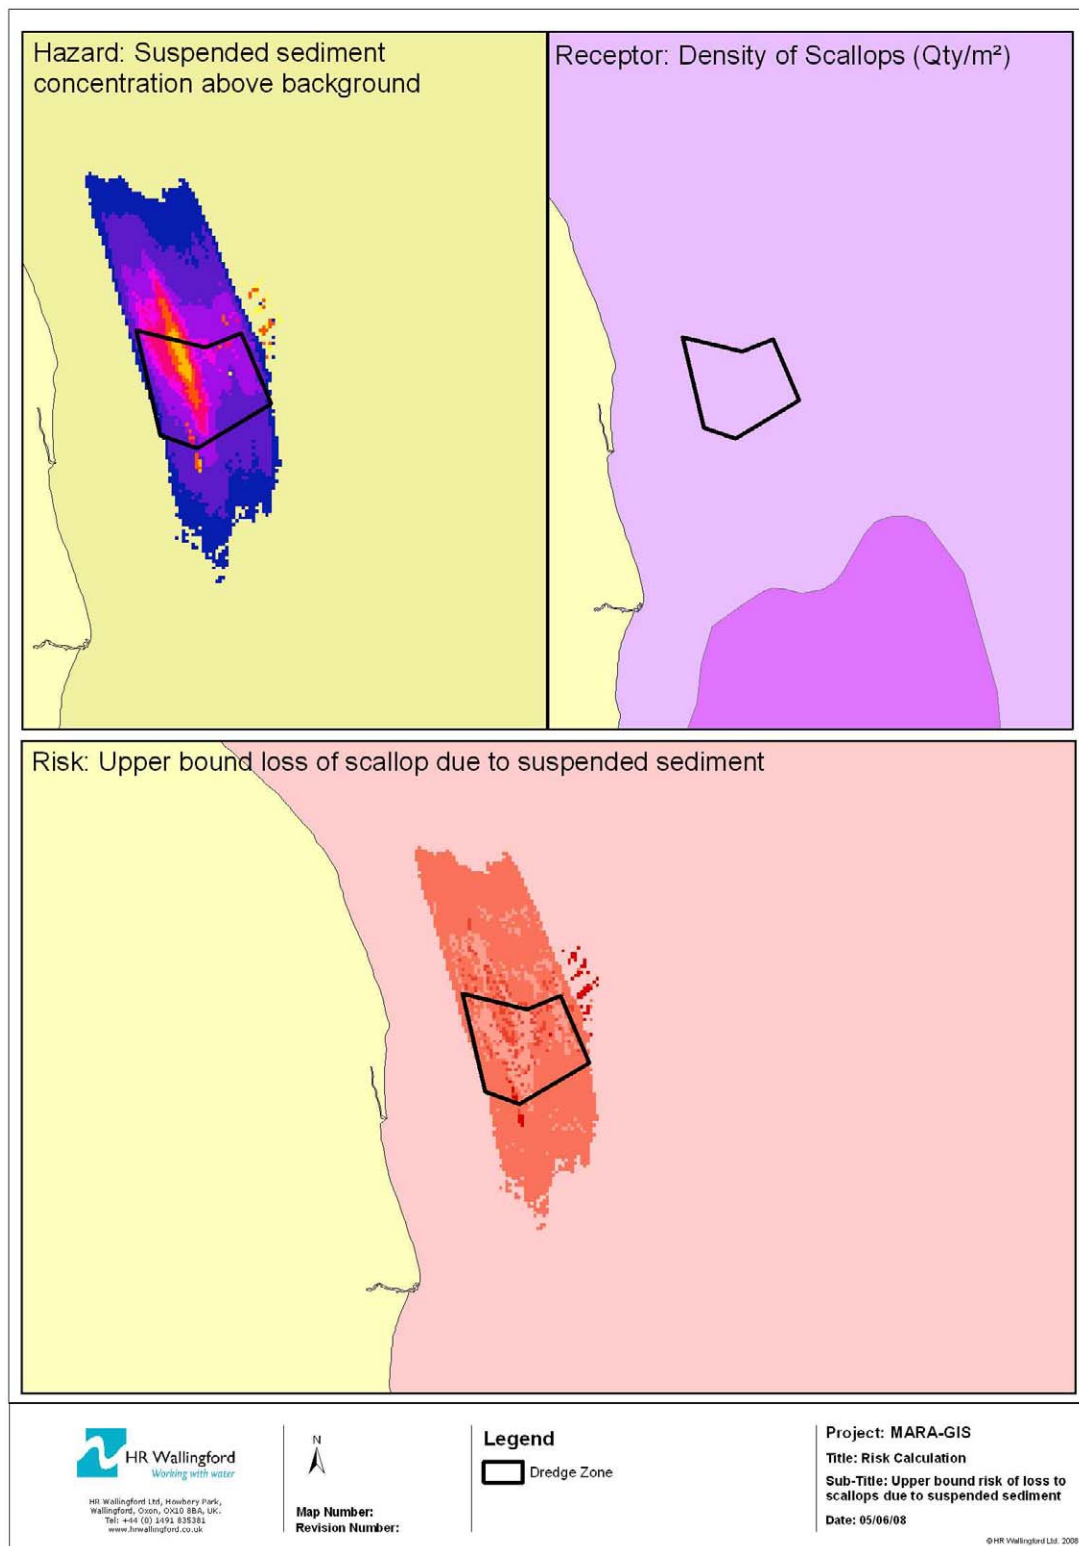 Hazard: Suspended sediment
concentration above background
Receptor: Density of Scallops (Qty/m²)
Risk: Upper bound loss of scallop due to suspended sediment
HR Wallingford
Working with water
HR Wallingford Ltd, Howbery Park,
Wallingford, Oxon, OX10 8BA, UK.
Tel: +44 (0) 1491 835381
www.hrwallingford.co.uk
N
Map Number:
Revision Number:
Legend
Dredge Zone
Project: MARA-GIS
Title: Risk Calculation
Sub-Title: Upper bound risk of loss to
scallops due to suspended sediment
Date: 05/06/08
© HR Wallingford Ltd. 2008